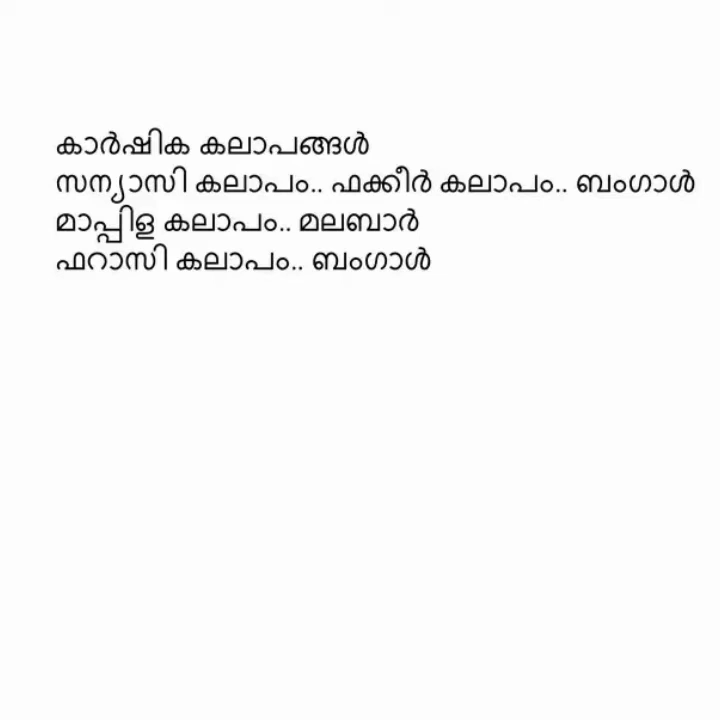 കാർഷിക കലാപങ്ങൾ
സന്യാസി കലാപം.. ഫക്കീർ കലാപം.. ബംഗാൾ
മാപ്പിള കലാപം.. മലബാർ
ഫറാസി കലാപം.. ബംഗാൾ